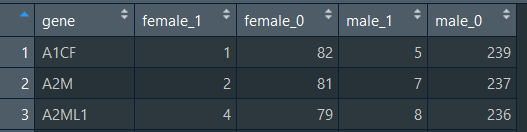 gene female_1 female_0 male_1 male_0
1 A1CF 1 82 5 239
2 A2M 2 81 7 237
3 A2ML1 4 79 8 236